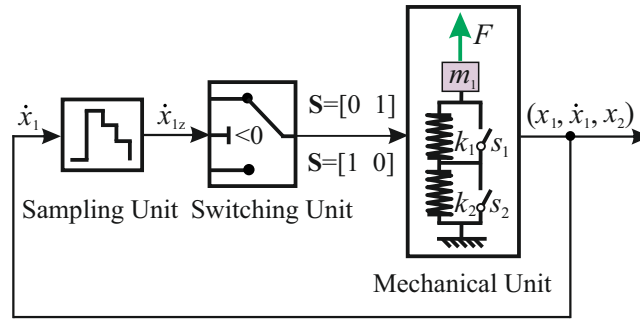 F
m₁
ẋ₁
ẋ₁z
<0
S=[0 1]
S=[1 0]
k₁ s₁
k₂ s₂
(x₁, ẋ₁, x₂)
Sampling Unit
Switching Unit
Mechanical Unit